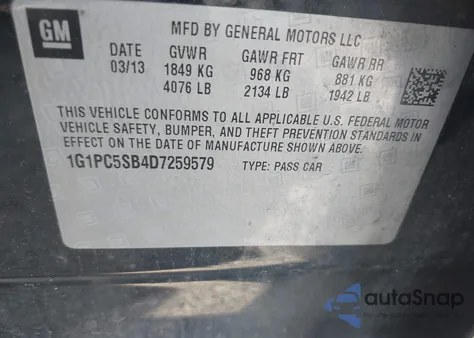 GM
MFD BY GENERAL MOTORS LLC
DATE GVWR GAWR FRT GAWR RR
03/13 1849 KG 968 KG 881 KG
4076 LB 2134 LB 1942 LB
THIS VEHICLE CONFORMS TO ALL APPLICABLE U.S. FEDERAL MOTOR
VEHICLE SAFETY, BUMPER, AND THEFT PREVENTION STANDARDS IN
EFFECT ON THE DATE OF MANUFACTURE SHOWN ABOVE.
1G1PC5SB4D7259579 TYPE: PASS CAR
autoSnap